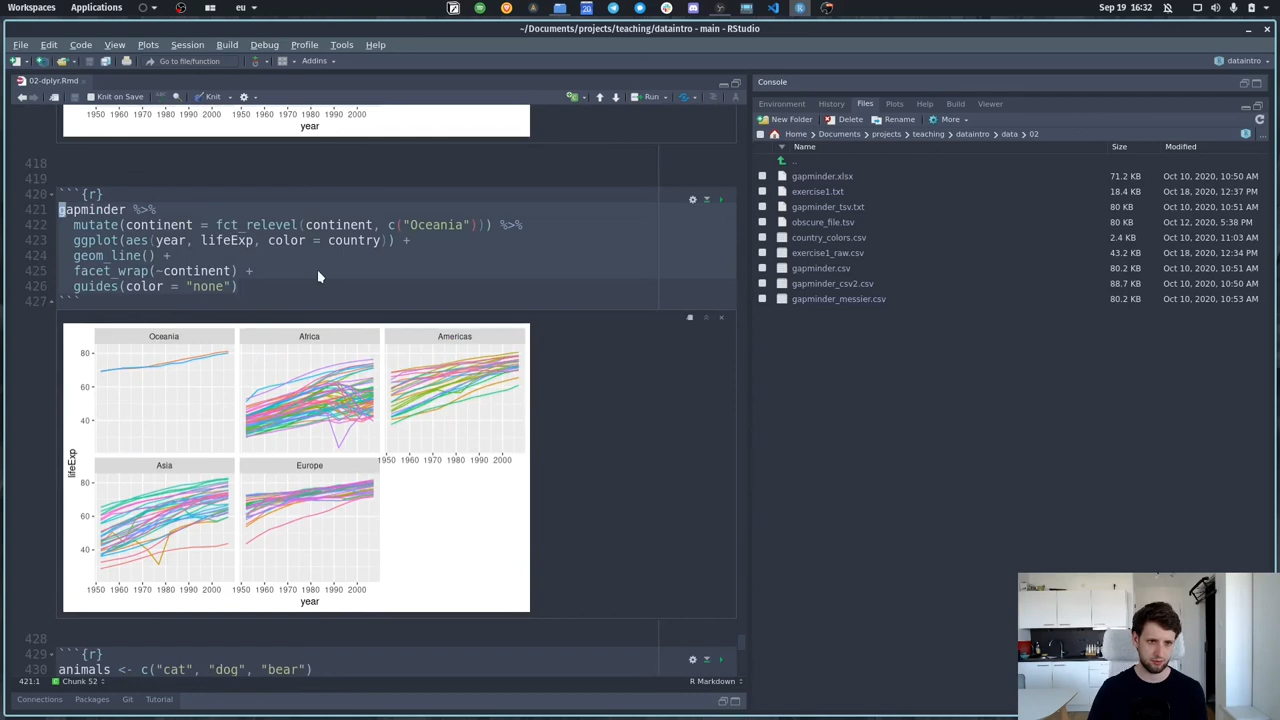 Workspaces Applications eu Sep 19 16:32
~/Documents/projects/teaching/dataintro - main - RStudio
File Edit Code View Plots Session Build Debug Profile Tools Help
Go to file/function Addins dataintro
02-dplyr.Rmd
Knit on Save ABC Knit Run
1950 1960 1970 1980 1990 2000 1950 1960 1970 1980 1990 2000
year
418
419
420 ```{r}
421 gapminder %>%
422 mutate(continent = fct_relevel(continent, c("Oceania"))) %>%
423 ggplot(aes(year, lifeExp, color = country)) +
424 geom_line() +
425 facet_wrap(~continent) +
426 guides(color = "none")
427 ```
Oceania Africa Americas
80
60
40
1950 1960 1970 1980 1990 2000
Asia Europe
lifeExp
80
60
40
1950 1960 1970 1980 1990 2000 1950 1960 1970 1980 1990 2000
year
428
429 ```{r}
430 animals <- c("cat", "dog", "bear")
421:1 Chunk 52 R Markdown
Connections Packages Git Tutorial
Console
Environment History Files Plots Help Build Viewer
New Folder Delete Rename More
Home Documents projects teaching dataintro data 02 ...
Name Size Modified
..
gapminder.xlsx 71.2 KB Oct 10, 2020, 10:50 AM
exercise1.txt 18.4 KB Oct 18, 2020, 12:37 PM
gapminder_tsv.txt 80 KB Oct 10, 2020, 10:50 AM
obscure_file.tsv 80 KB Oct 12, 2020, 5:38 PM
country_colors.csv 2.4 KB Oct 10, 2020, 11:03 AM
exercise1_raw.csv 43.2 KB Oct 18, 2020, 12:34 PM
gapminder.csv 80 KB Oct 10, 2020, 10:51 AM
gapminder_csv2.csv 88.7 KB Oct 10, 2020, 10:50 AM
gapminder_messier.csv 80.2 KB Oct 10, 2020, 10:53 AM